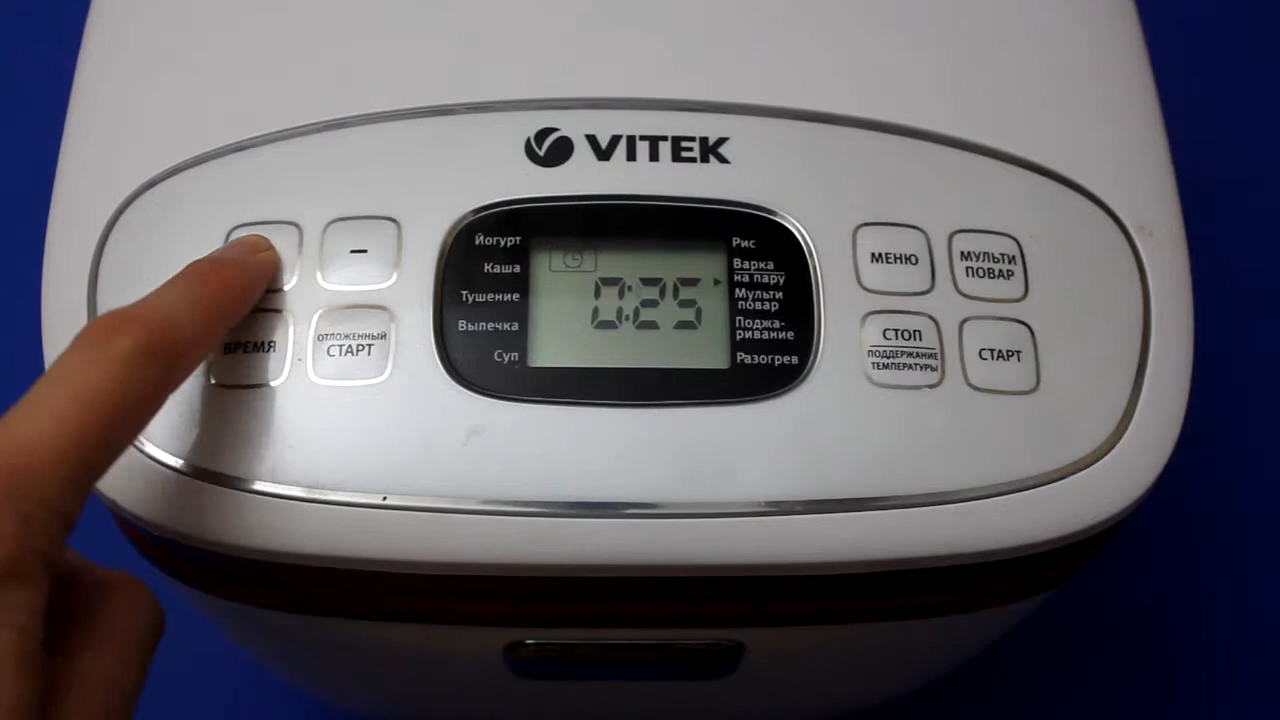 VITEK
-
ВРЕМЯ
ОТЛОЖЕННЫЙ
СТАРТ
Йогурт
Каша
Тушение
Выпечка
Суп
0:25
Рис
Варка
на пару
Мульти
повар
Поджа-
ривание
Разогрев
МЕНЮ
МУЛЬТИ
ПОВАР
СТОП
ПОДДЕРЖАНИЕ
ТЕМПЕРАТУРЫ
СТАРТ